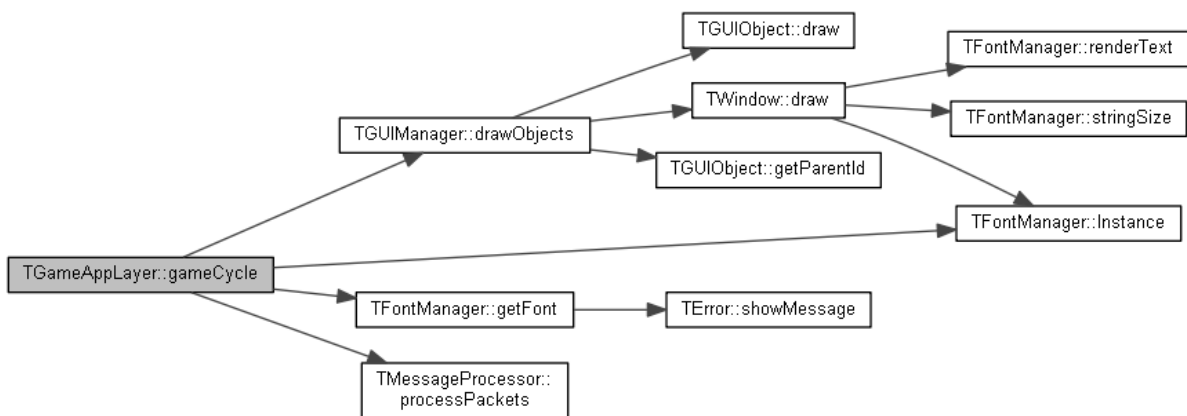 TGUIObject::draw
TFontManager::renderText
TWindow::draw
TFontManager::stringSize
TGUIManager::drawObjects
TGUIObject::getParentId
TFontManager::Instance
TGameAppLayer::gameCycle
TFontManager::getFont
TError::showMessage
TMessageProcessor::
processPackets